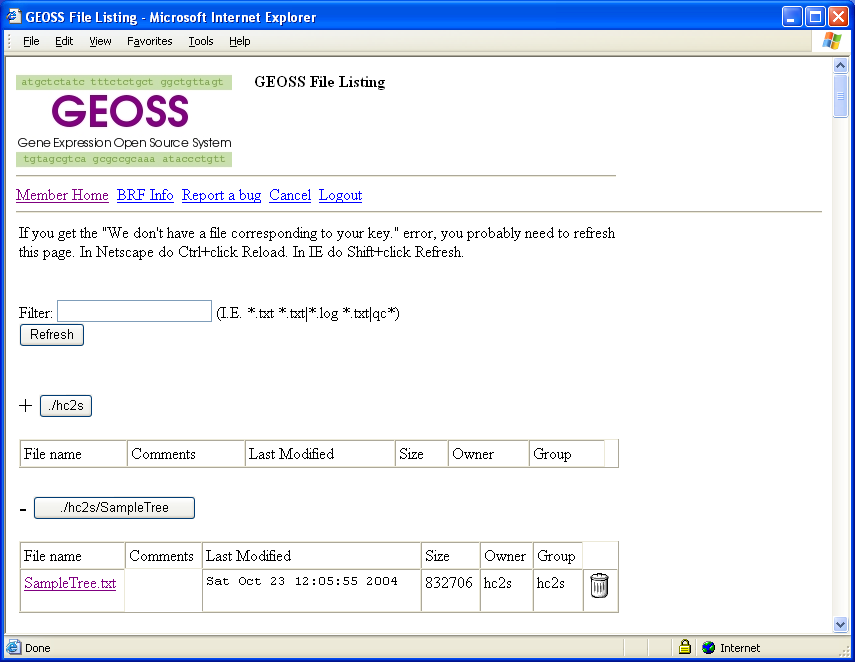 GEOSS File Listing - Microsoft Internet Explorer
File Edit View Favorites Tools Help
atgctctatc tttctctgct ggctgttagt
GEOSS File Listing
GEOSS
Gene Expression Open Source System
tgtagcgtca gcgccgcaaa ataccctgtt
Member Home BRF Info Report a bug Cancel Logout
If you get the "We don't have a file corresponding to your key." error, you probably need to refresh
this page. In Netscape do Ctrl+click Reload. In IE do Shift+click Refresh.
Filter: (I.E. *.txt *.txt|*.log *.txt|qc*)
Refresh
+ ./hc2s
File name Comments Last Modified Size Owner Group
- ./hc2s/SampleTree
File name Comments Last Modified Size Owner Group
SampleTree.txt Sat Oct 23 12:05:55 2004 832706 hc2s hc2s
Done Internet